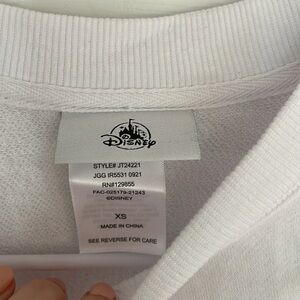 Disney
STYLE# JT24221
JGG IR5531 0921
RN#129855
FAC-025179-21243
©DISNEY
XS
MADE IN CHINA
SEE REVERSE FOR CARE